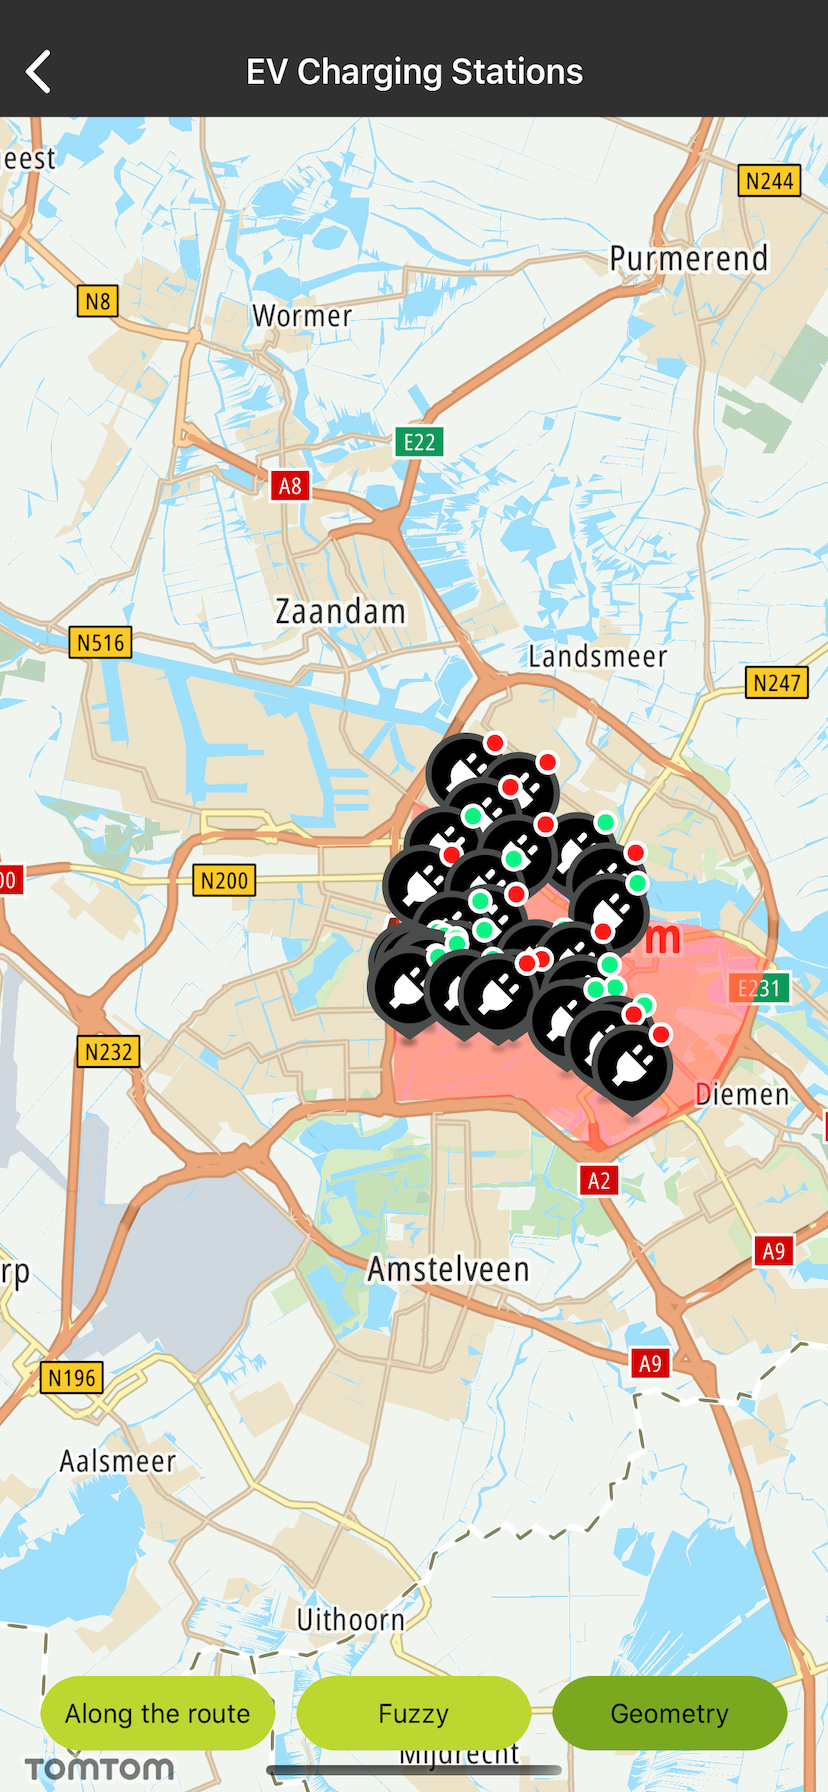 EV Charging Stations
eest
N244
Purmerend
N8
Wormer
E22
A8
Zaandam
N516
Landsmeer
N247
00
N200
m
E231
N232
Diemen
A2
A9
rp
Amstelveen
A9
N196
Aalsmeer
Uithoorn
Along the route
Fuzzy
Geometry
Mijdrecht
TOMTOM